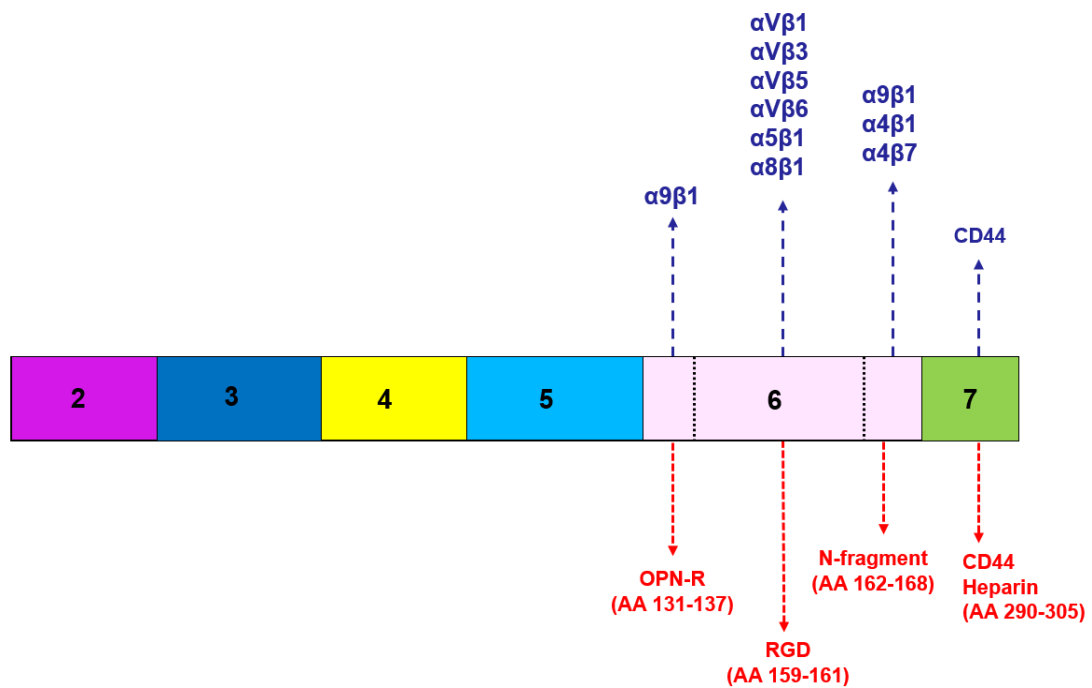 αVβ1
αVβ3
αVβ5
αVβ6
α5β1
α8β1
α9β1
α4β1
α4β7
α9β1
CD44
2
3
4
5
6
7
OPN-R
(AA 131-137)
RGD
(AA 159-161)
N-fragment
(AA 162-168)
CD44
Heparin
(AA 290-305)